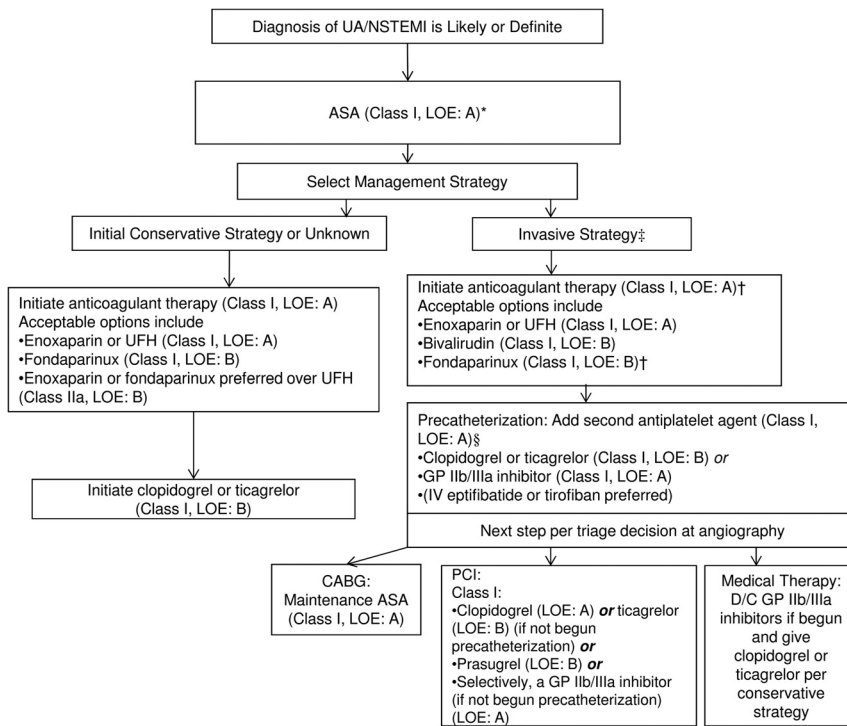 Diagnosis of UA/NSTEMI is Likely or Definite
ASA (Class I, LOE: A)*
Select Management Strategy
Initial Conservative Strategy or Unknown
Invasive Strategy‡
Initiate anticoagulant therapy (Class I, LOE: A)
Acceptable options include
•Enoxaparin or UFH (Class I, LOE: A)
•Fondaparinux (Class I, LOE: B)
•Enoxaparin or fondaparinux preferred over UFH
(Class IIa, LOE: B)
Initiate anticoagulant therapy (Class I, LOE: A)†
Acceptable options include
•Enoxaparin or UFH (Class I, LOE: A)
•Bivalirudin (Class I, LOE: B)
•Fondaparinux (Class I, LOE: B)†
Initiate clopidogrel or ticagrelor
(Class I, LOE: B)
Precatheterization: Add second antiplatelet agent (Class I,
LOE: A)§
•Clopidogrel or ticagrelor (Class I, LOE: B) or
•GP IIb/IIIa inhibitor (Class I, LOE: A)
•(IV eptifibatide or tirofiban preferred)
Next step per triage decision at angiography
CABG:
Maintenance ASA
(Class I, LOE: A)
PCI:
Class I:
•Clopidogrel (LOE: A) or ticagrelor
(LOE: B) (if not begun
precatheterization) or
•Prasugrel (LOE: B) or
•Selectively, a GP IIb/IIIa inhibitor
(if not begun precatheterization)
(LOE: A)
Medical Therapy:
D/C GP IIb/IIIa
inhibitors if begun
and give
clopidogrel or
ticagrelor per
conservative
strategy